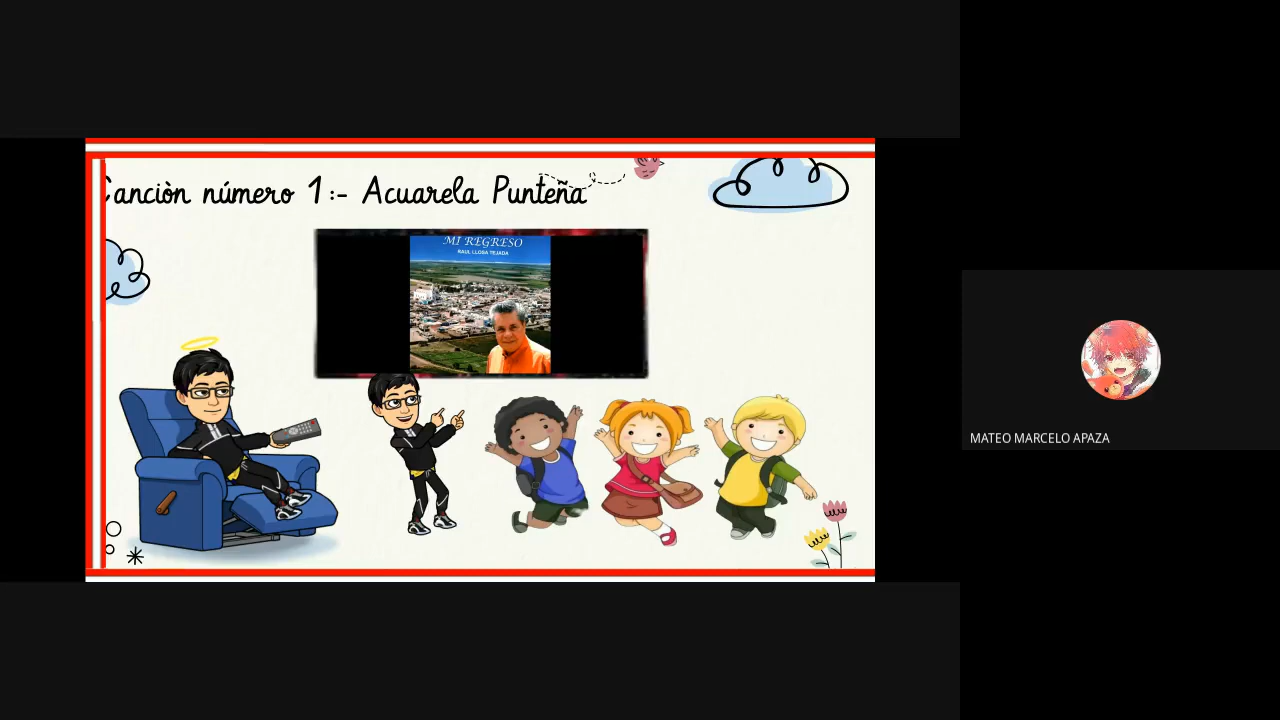 Canciòn número 1:- Acuarela Punteña
MI REGRESO
RAUL LLOSA TEJADA
MATEO MARCELO APAZA